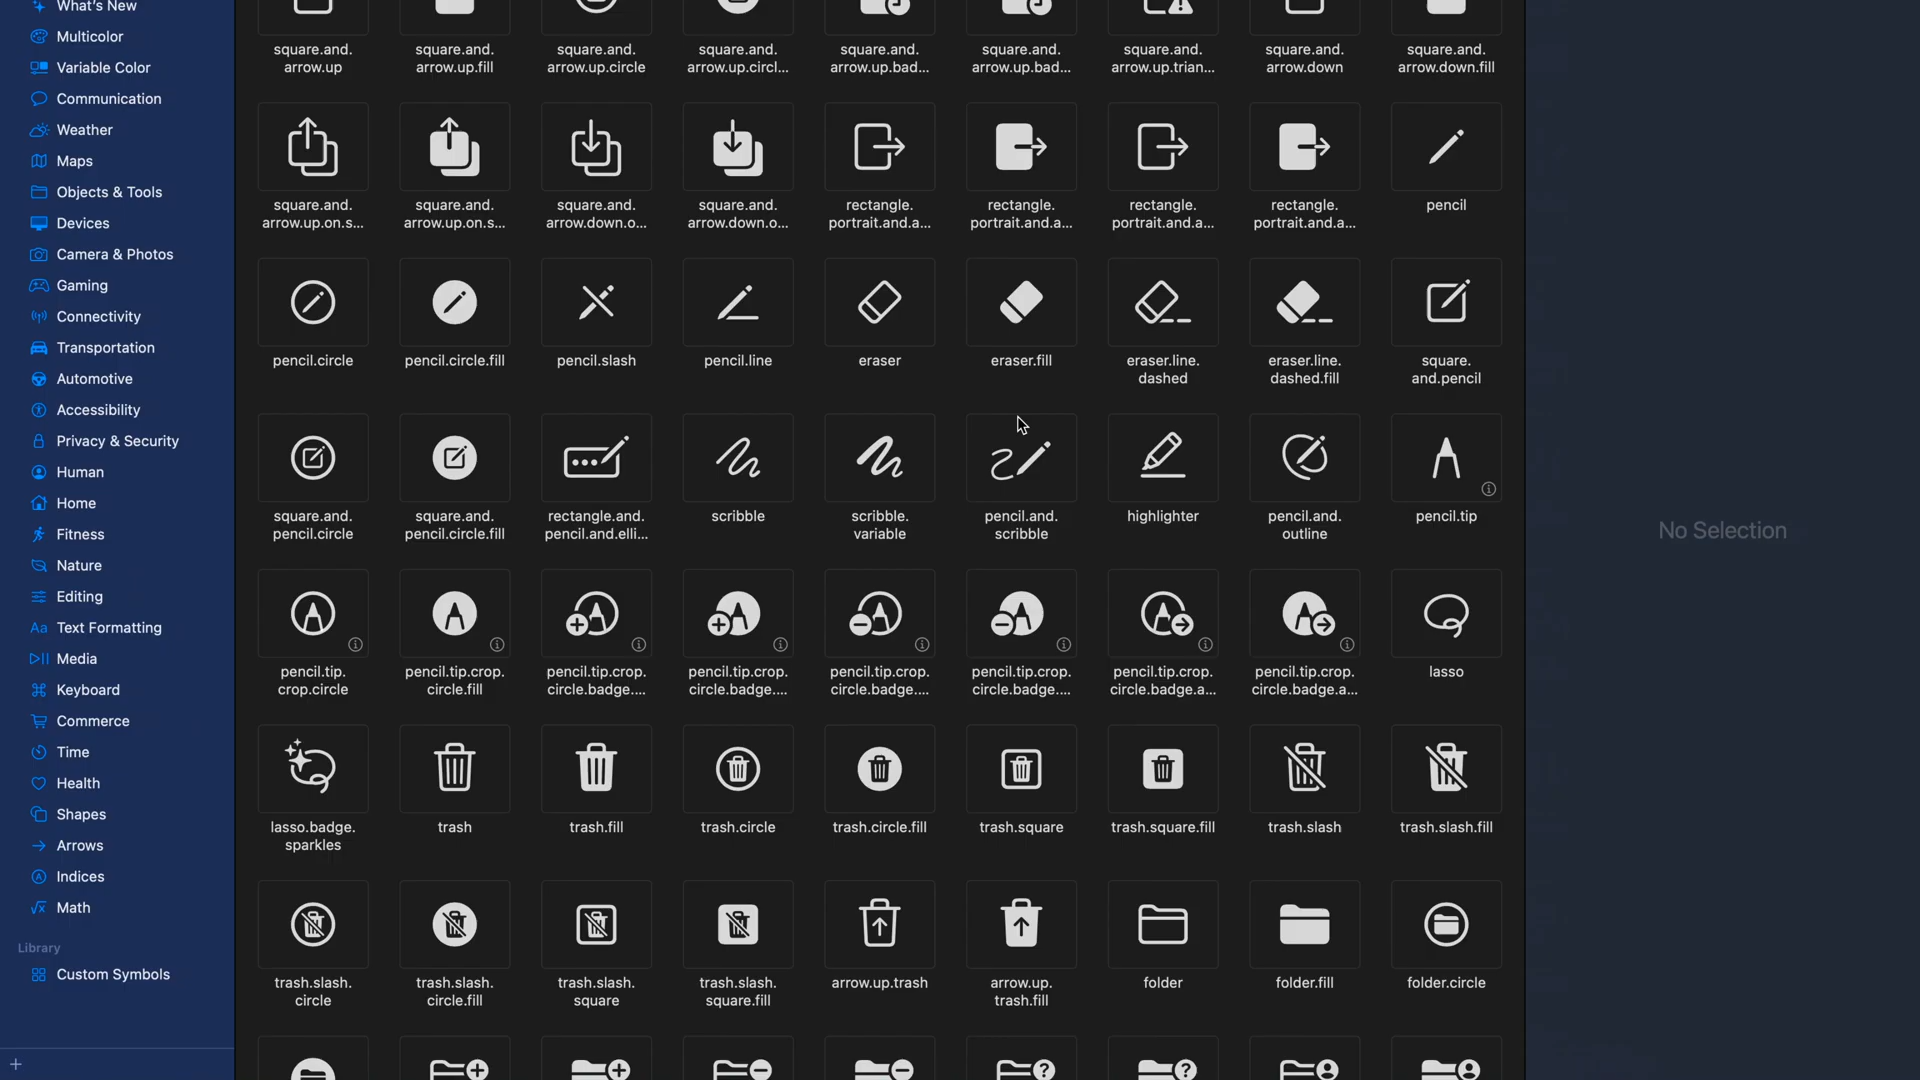 What's New
Multicolor
Variable Color
Communication
Weather
Maps
Objects & Tools
Devices
Camera & Photos
Gaming
Connectivity
Transportation
Automotive
Accessibility
Privacy & Security
Human
Home
Fitness
Nature
Editing
Aa Text Formatting
Media
Keyboard
Commerce
Time
Health
Shapes
Arrows
Indices
Math
Library
Custom Symbols
square.and.
arrow.up
square.and.
arrow.up.fill
square.and.
arrow.up.circle
square.and.
arrow.up.circl...
square.and.
arrow.up.bad...
square.and.
arrow.up.bad...
square.and.
arrow.up.trian...
square.and.
arrow.down
square.and.
arrow.down.fill
square.and.
arrow.up.on.s...
square.and.
arrow.up.on.s...
square.and.
arrow.down.o...
square.and.
arrow.down.o...
rectangle.
portrait.and.a...
rectangle.
portrait.and.a...
rectangle.
portrait.and.a...
rectangle.
portrait.and.a...
pencil
pencil.circle
pencil.circle.fill
pencil.slash
pencil.line
eraser
eraser.fill
eraser.line.
dashed
eraser.line.
dashed.fill
square.
and.pencil
square.and.
pencil.circle
square.and.
pencil.circle.fill
rectangle.and.
pencil.and.elli...
scribble
scribble.
variable
pencil.and.
scribble
highlighter
pencil.and.
outline
pencil.tip
pencil.tip.
crop.circle
pencil.tip.crop.
circle.fill
pencil.tip.crop.
circle.badge....
pencil.tip.crop.
circle.badge....
pencil.tip.crop.
circle.badge....
pencil.tip.crop.
circle.badge....
pencil.tip.crop.
circle.badge.a...
pencil.tip.crop.
circle.badge.a...
lasso
lasso.badge.
sparkles
trash
trash.fill
trash.circle
trash.circle.fill
trash.square
trash.square.fill
trash.slash
trash.slash.fill
trash.slash.
circle
trash.slash.
circle.fill
trash.slash.
square
trash.slash.
square.fill
arrow.up.trash
arrow.up.
trash.fill
folder
folder.fill
folder.circle
No Selection